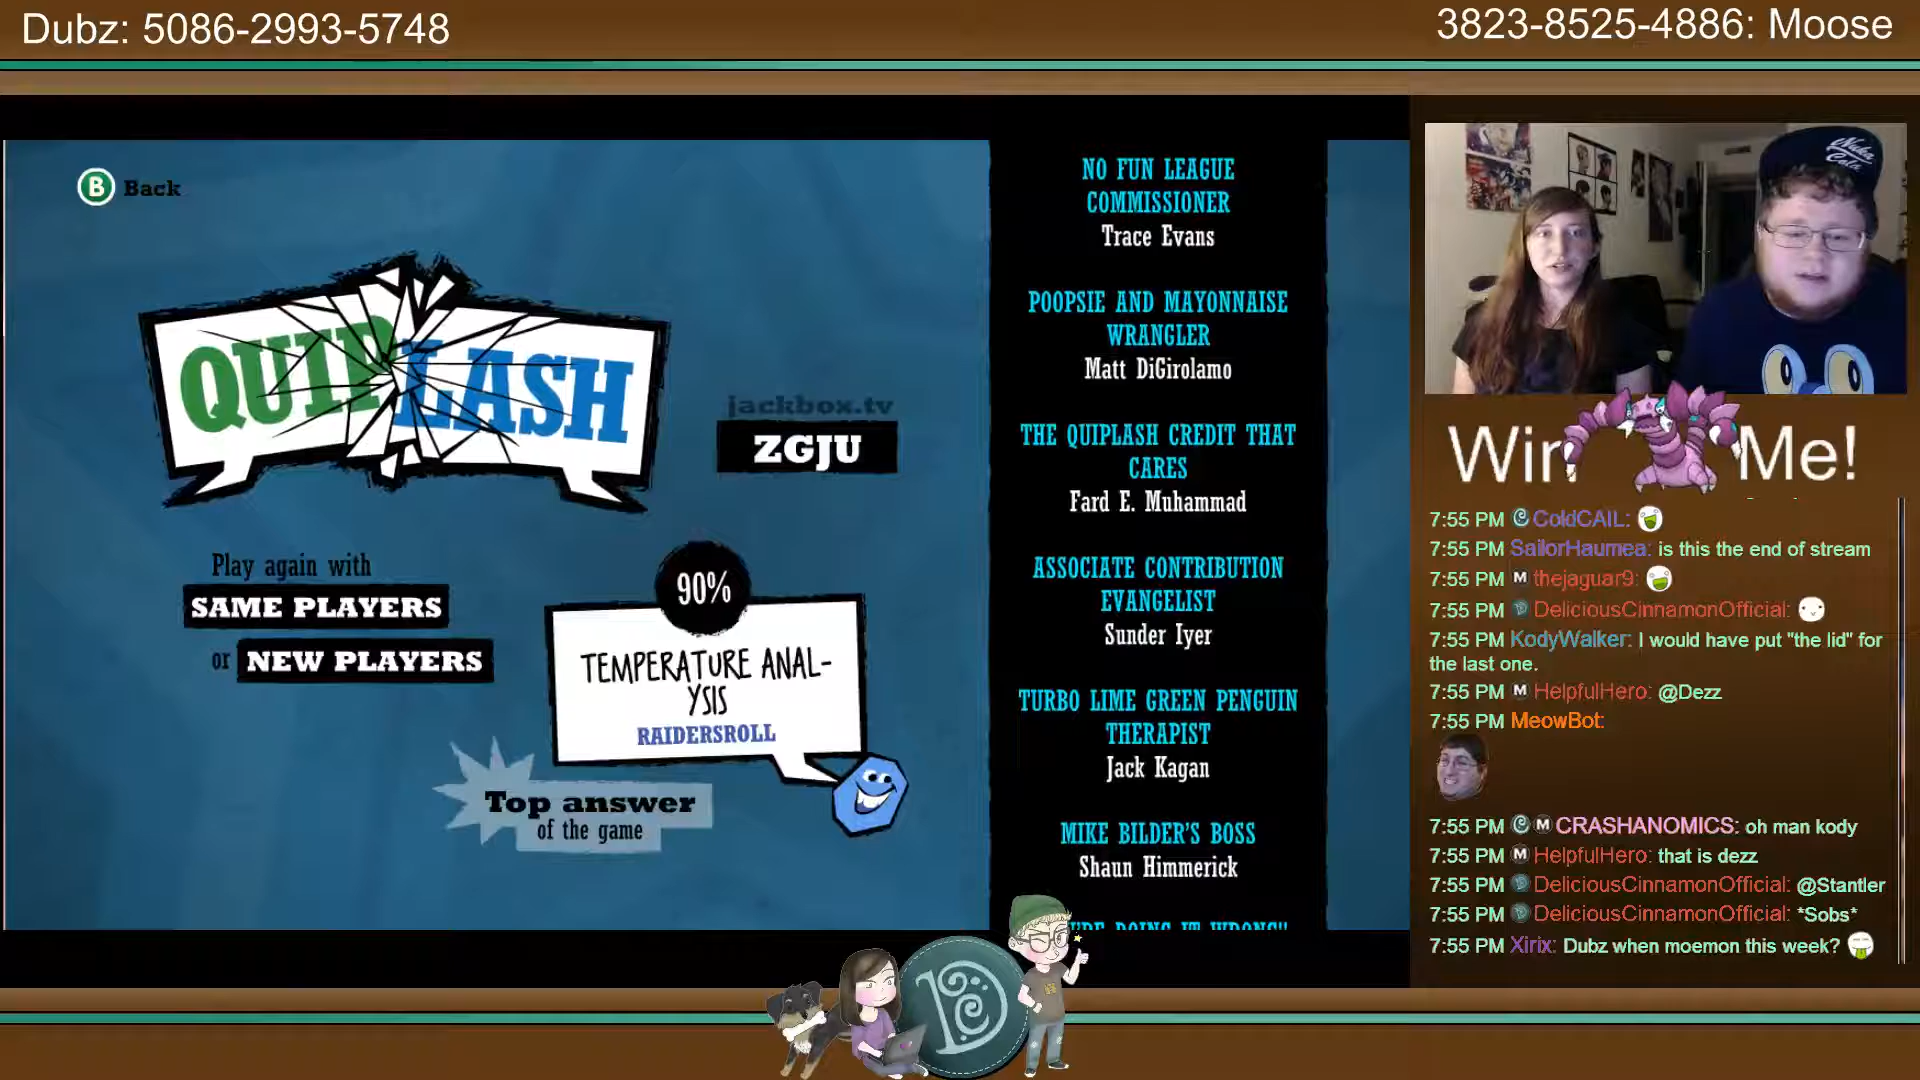 Dubz: 5086-2993-5748
3823-8525-4886: Moose
B Back
QUIPLASH
jackbox.tv
ZGJU
Play again with
SAME PLAYERS
or NEW PLAYERS
90%
TEMPERATURE ANAL-
YSIS
RAIDERSROLL
Top answer
of the game
NO FUN LEAGUE
COMMISSIONER
Trace Evans
POOPSIE AND MAYONNAISE
WRANGLER
Matt DiGirolamo
THE QUIPLASH CREDIT THAT
CARES
Fard E. Muhammad
ASSOCIATE CONTRIBUTION
EVANGELIST
Sunder Iyer
TURBO LIME GREEN PENGUIN
THERAPIST
Jack Kagan
MIKE BILDER'S BOSS
Shaun Himmerick
DOING IT WRONG"
Nuka
Cola
Win Me!
7:55 PM ColdCAIL:
7:55 PM SailorHaumea: is this the end of stream
7:55 PM M thejaguar9:
7:55 PM DeliciousCinnamonOfficial:
7:55 PM KodyWalker: I would have put "the lid" for
the last one.
7:55 PM M HelpfulHero: @Dezz
7:55 PM MeowBot:
7:55 PM M CRASHANOMICS: oh man kody
7:55 PM M HelpfulHero: that is dezz
7:55 PM DeliciousCinnamonOfficial: @Stantler
7:55 PM DeliciousCinnamonOfficial: *Sobs*
7:55 PM Xirix: Dubz when moemon this week?
D